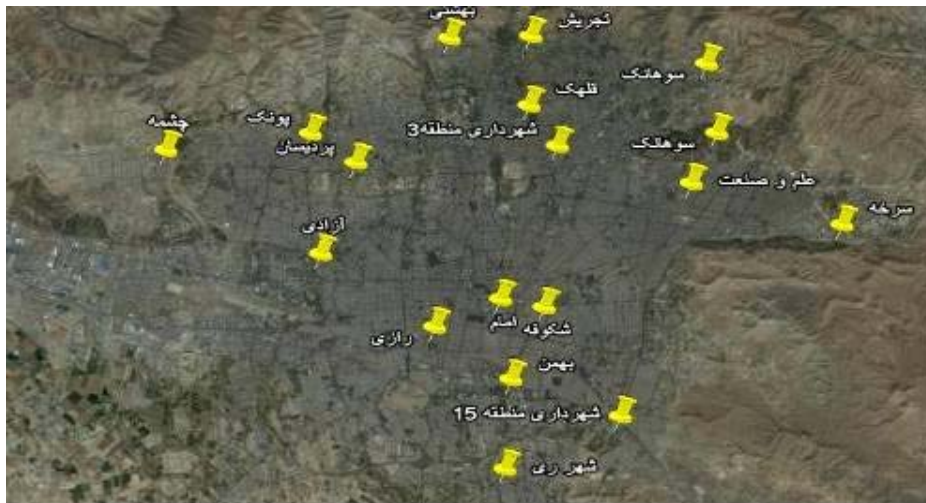 بهشتی
تجریش
سوهانک
قلهک
شهرداری منطقه3
پونک
چشمه
پردیسان
سوهانک
علم و صنعت
سرخه
آزادی
امام
شکوفه
رازی
بهمن
شهرداری منطقه 15
شهر ری